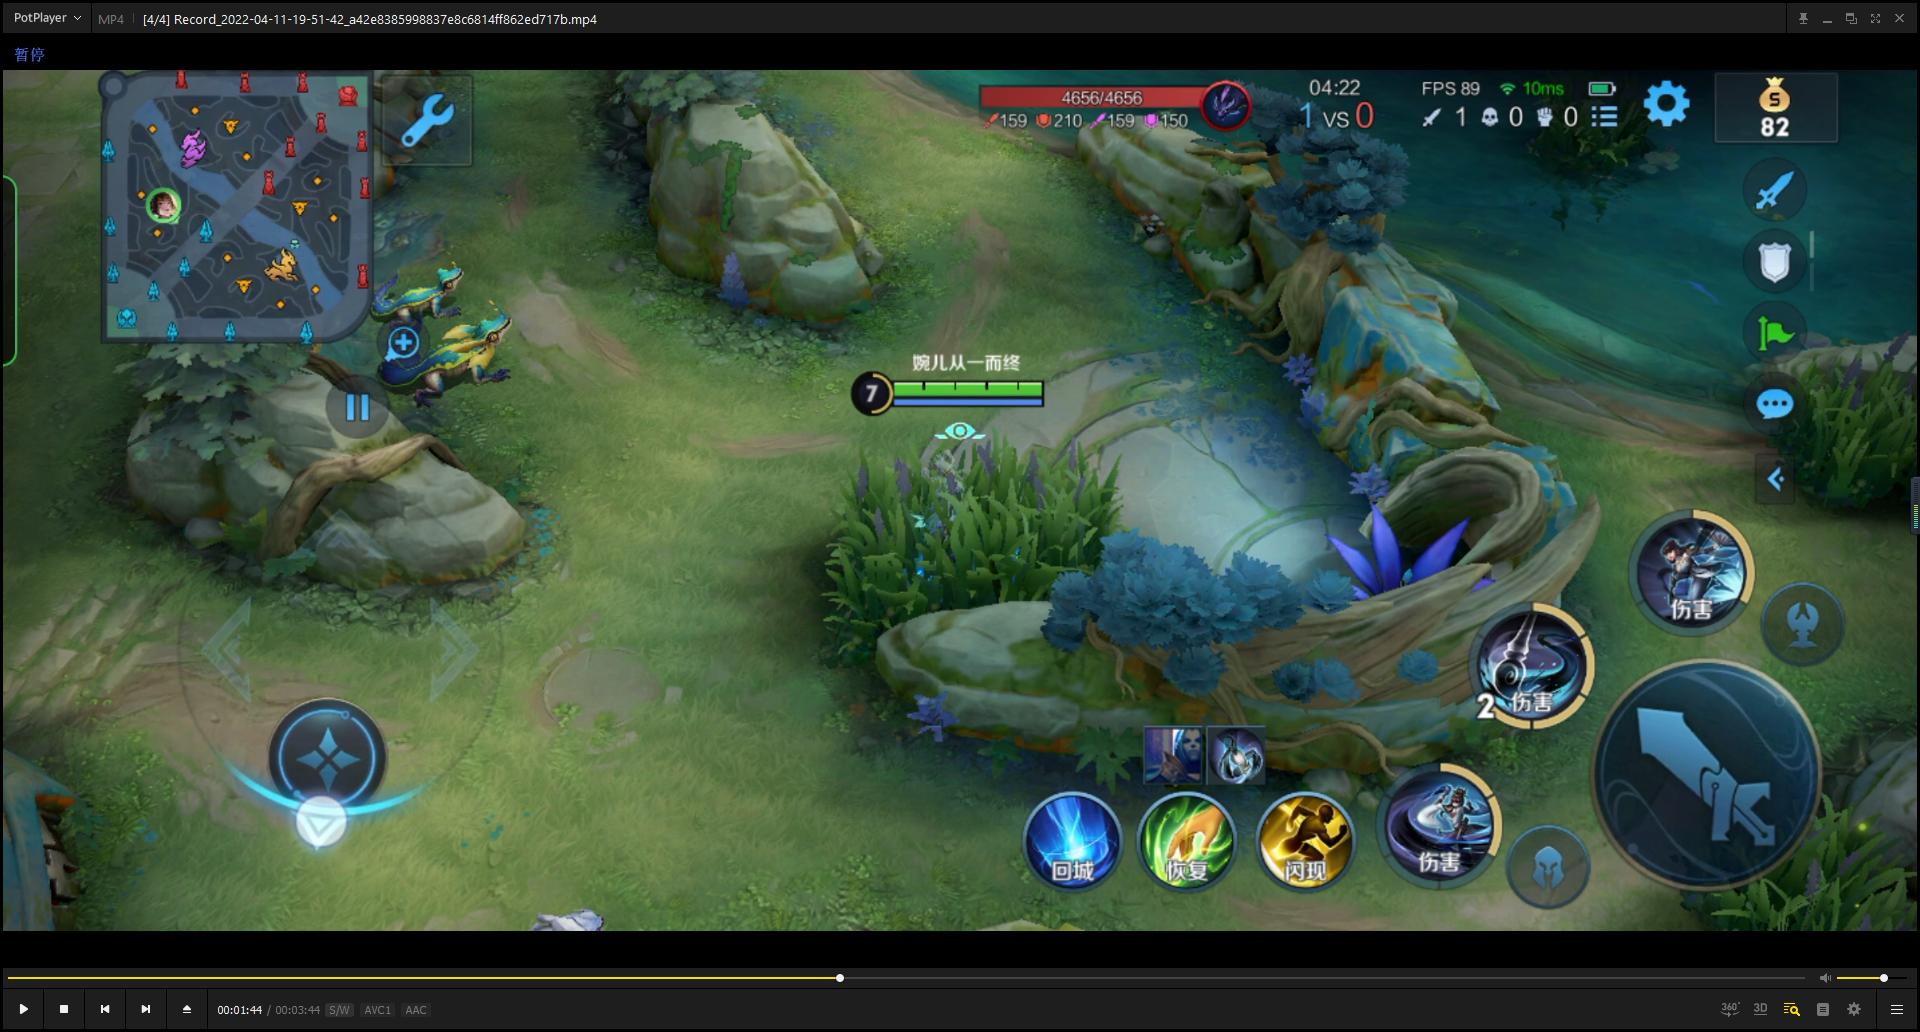 PotPlayer MP4 [4/4] Record_2022-04-11-19-51-42_a42e8385998837e8c6814ff862ed717b.mp4
暂停
4656/4656
159 210 159 150
04:22
1 VS 0
FPS 89 10ms
1 0 0
82
婉儿从一而终
7
伤害
2 伤害
伤害
回城 恢复 闪现
00:01:44 / 00:03:44 S/W AVC1 AAC
360° 3D